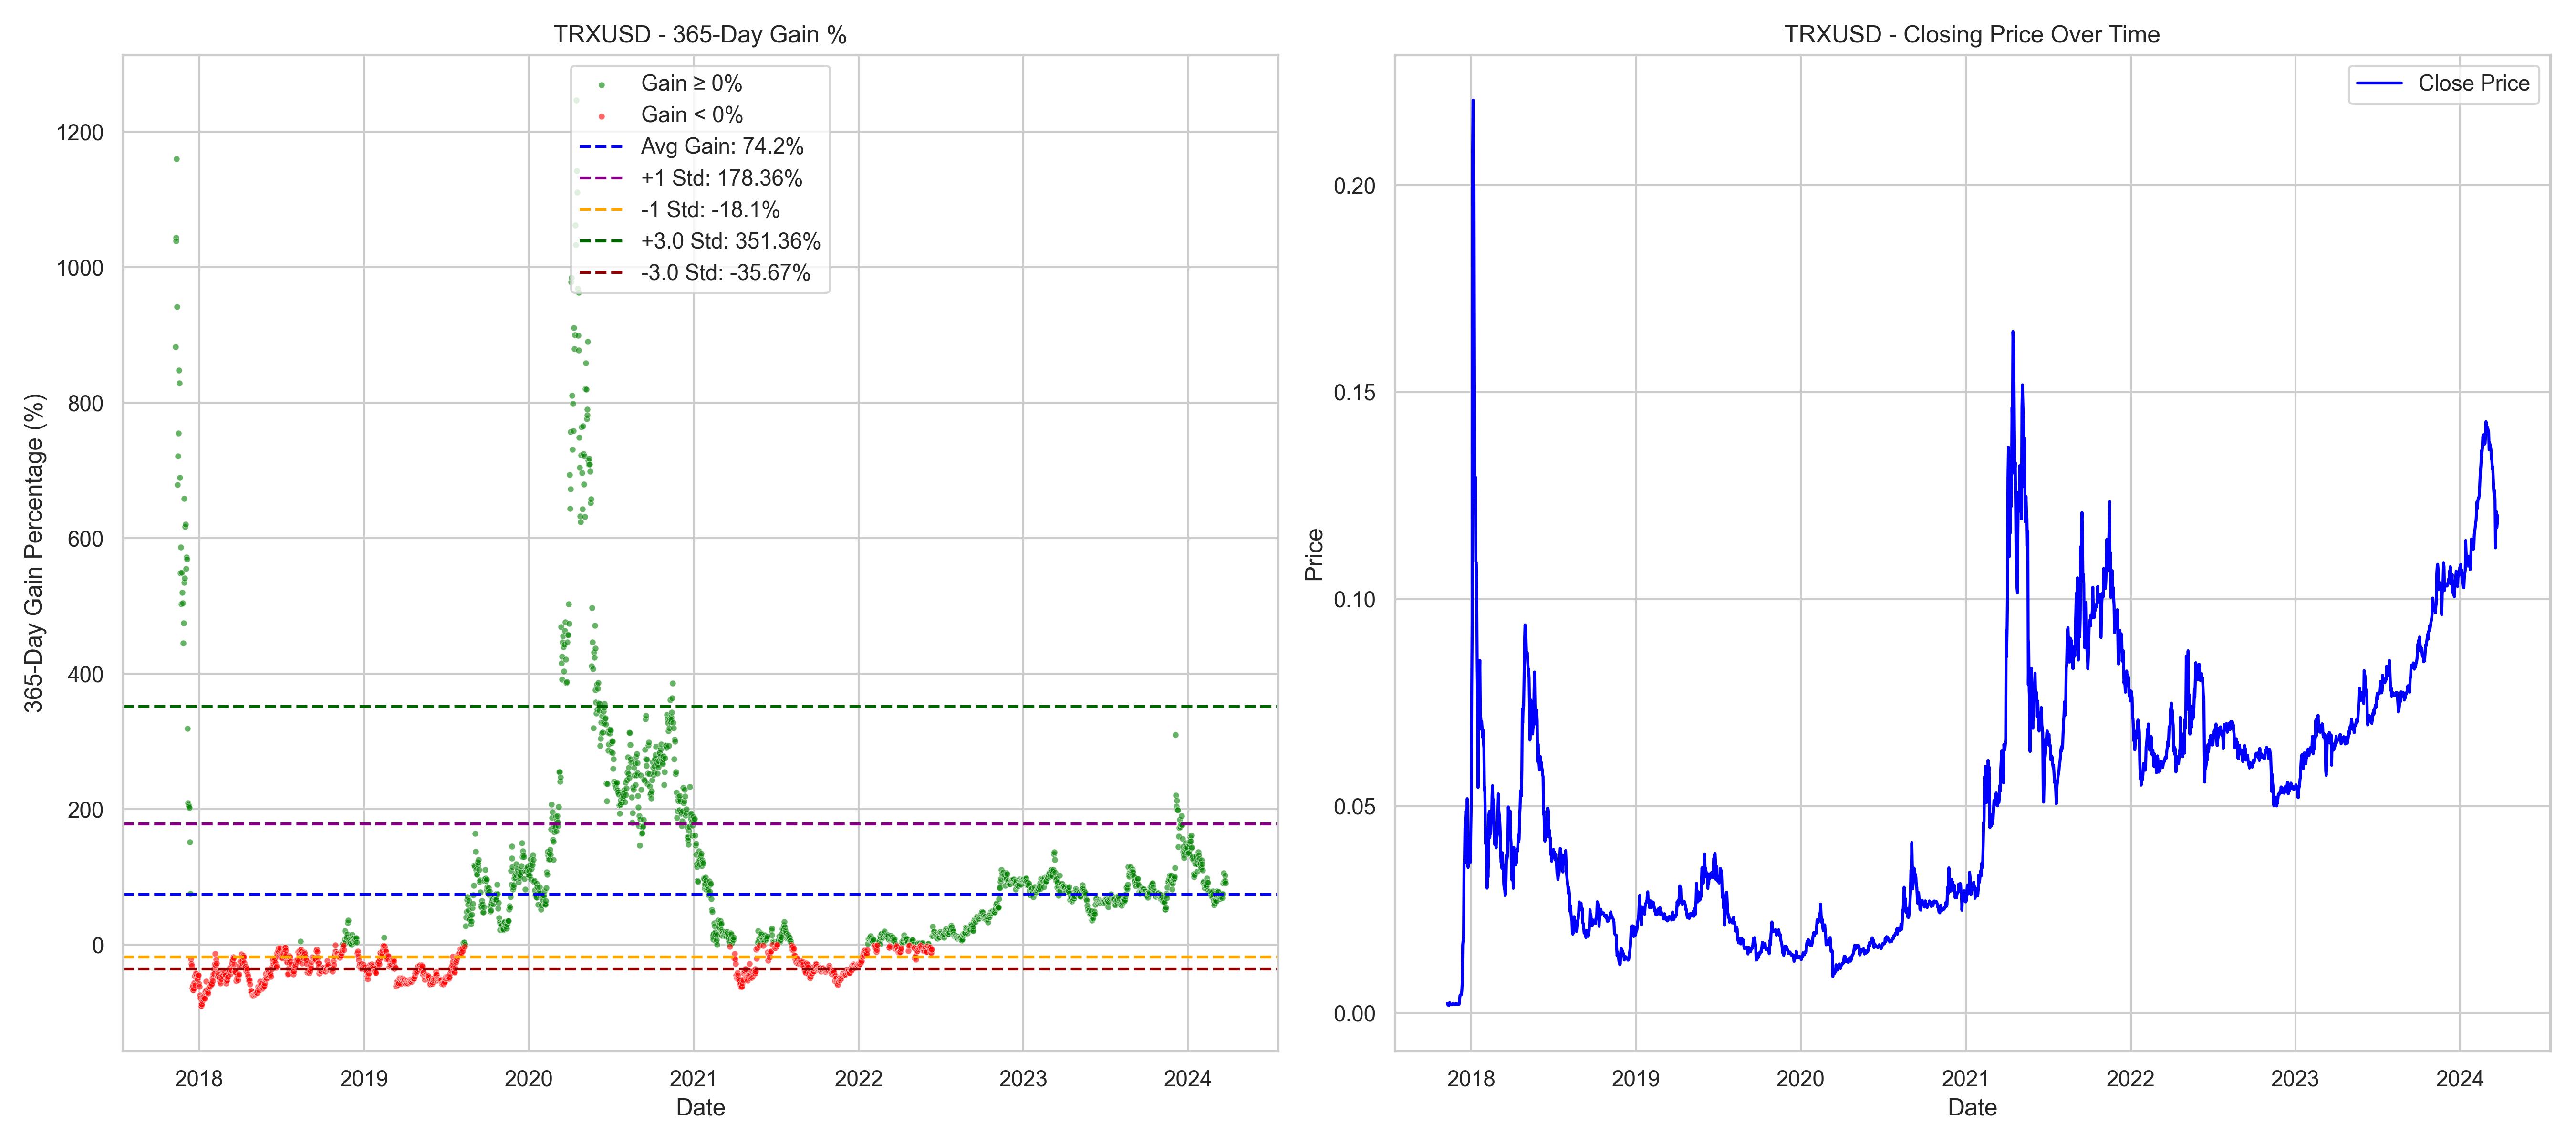 TRXUSD - 365-Day Gain %
Gain ≥ 0%
Gain < 0%
Avg Gain: 74.2%
+1 Std: 178.36%
-1 Std: -18.1%
+3.0 Std: 351.36%
-3.0 Std: -35.67%
365-Day Gain Percentage (%)
1200
1000
800
600
400
200
0
2018 2019 2020 2021 2022 2023 2024
Date
TRXUSD - Closing Price Over Time
Close Price
Price
0.20
0.15
0.10
0.05
0.00
2018 2019 2020 2021 2022 2023 2024
Date